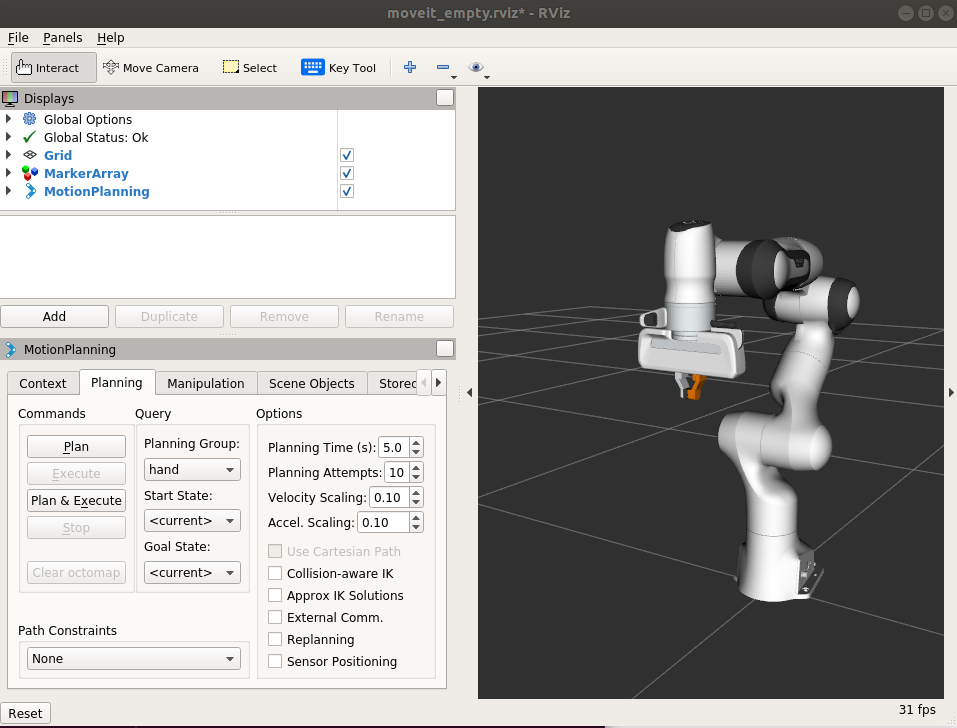 moveit_empty.rviz* - RViz
File Panels Help
Interact Move Camera Select Key Tool
Displays
Global Options
Global Status: Ok
Grid
MarkerArray
MotionPlanning
Add Duplicate Remove Rename
MotionPlanning
Context Planning Manipulation Scene Objects Stored
Commands Query Options
Plan
Execute
Plan & Execute
Stop
Clear octomap
Planning Group:
hand
Start State:
<current>
Goal State:
<current>
Planning Time (s): 5.0
Planning Attempts: 10
Velocity Scaling: 0.10
Accel. Scaling: 0.10
Use Cartesian Path
Collision-aware IK
Approx IK Solutions
External Comm.
Replanning
Sensor Positioning
Path Constraints
None
Reset
31 fps